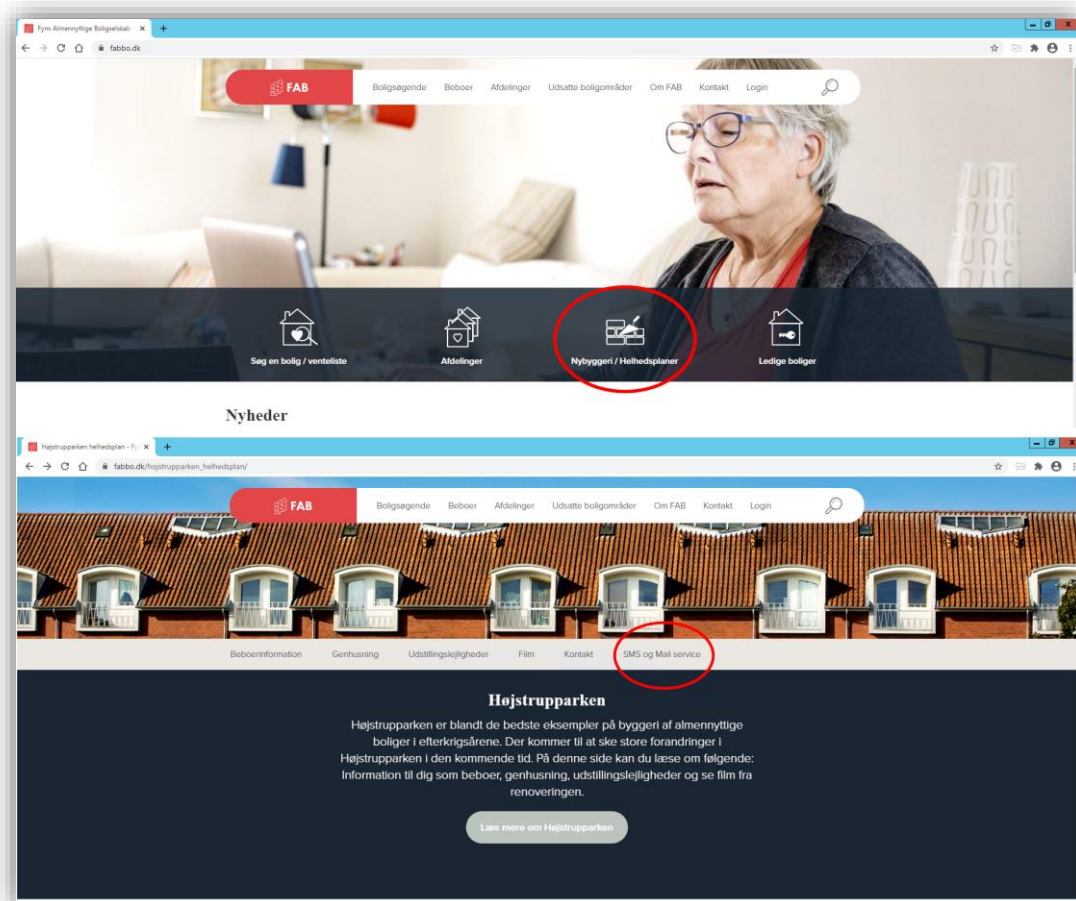 Fyns Almennyttige Boligselskab
fabbo.dk
FAB Boligsøgende Beboer Afdelinger Udsatte boligområder Om FAB Kontakt Login
Søg en bolig / venteliste Afdelinger Nybyggeri / Helhedsplaner Ledige boliger
Nyheder
Højstrupparken helhedsplan - Fy
fabbo.dk/hojstrupparken_helhedsplan/
FAB Boligsøgende Beboer Afdelinger Udsatte boligområder Om FAB Kontakt Login
Beboerinformation Genhusning Udstillingslejligheder Film Kontakt SMS og Mail service
Højstrupparken
Højstrupparken er blandt de bedste eksempler på byggeri af almennyttige
boliger i efterkrigsårene. Der kommer til at ske store forandringer i
Højstrupparken i den kommende tid. På denne side kan du læse om følgende:
Information til dig som beboer, genhusning, udstillingslejligheder og se film fra
renoveringen.
Læs mere om Højstrupparken